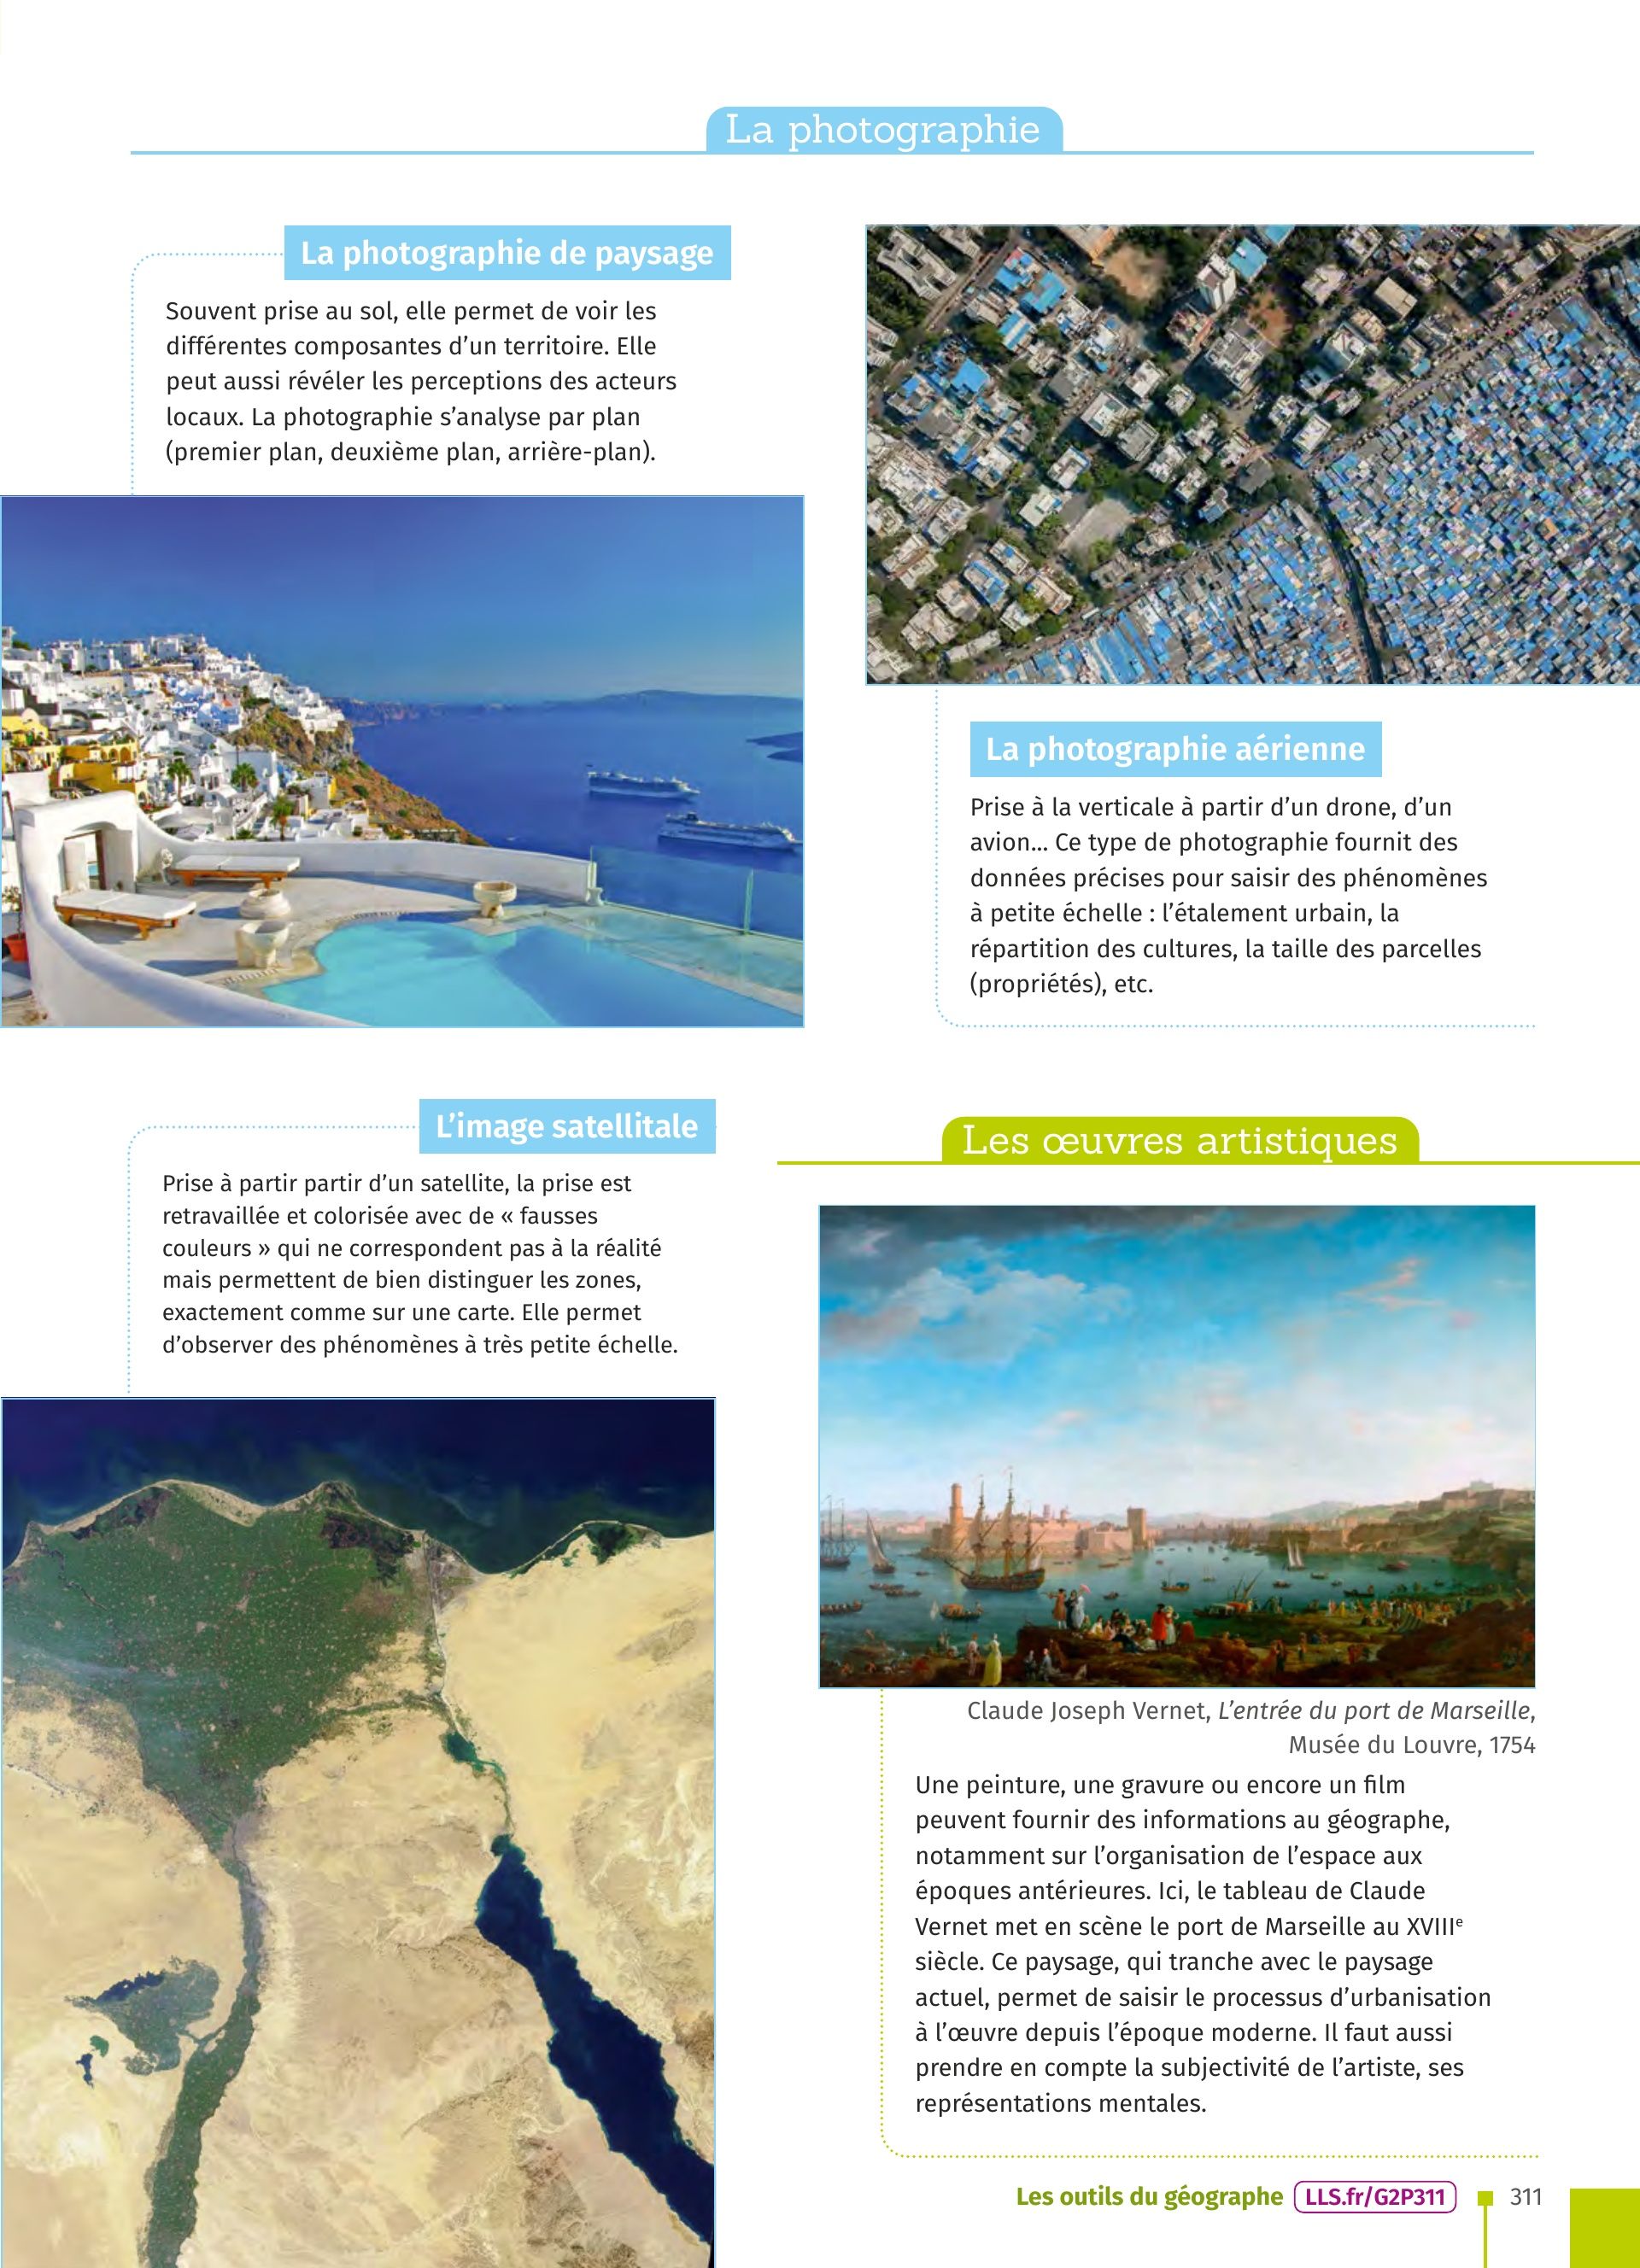 La photographie
La photographie de paysage
Souvent prise au sol, elle permet de voir les
différentes composantes d’un territoire. Elle
peut aussi révéler les perceptions des acteurs
locaux. La photographie s’analyse par plan
(premier plan, deuxième plan, arrière-plan).
La photographie aérienne
Prise à la verticale à partir d’un drone, d’un
avion... Ce type de photographie fournit des
données précises pour saisir des phénomènes
à petite échelle : l’étalement urbain, la
répartition des cultures, la taille des parcelles
(propriétés), etc.
L’image satellitale
Prise à partir partir d’un satellite, la prise est
retravaillée et colorisée avec de « fausses
couleurs » qui ne correspondent pas à la réalité
mais permettent de bien distinguer les zones,
exactement comme sur une carte. Elle permet
d’observer des phénomènes à très petite échelle.
Les œuvres artistiques
Claude Joseph Vernet, L’entrée du port de Marseille,
Musée du Louvre, 1754
Une peinture, une gravure ou encore un film
peuvent fournir des informations au géographe,
notamment sur l’organisation de l’espace aux
époques antérieures. Ici, le tableau de Claude
Vernet met en scène le port de Marseille au XVIIIe
siècle. Ce paysage, qui tranche avec le paysage
actuel, permet de saisir le processus d’urbanisation
à l’œuvre depuis l’époque moderne. Il faut aussi
prendre en compte la subjectivité de l’artiste, ses
représentations mentales.
Les outils du géographe LLS.fr/G2P311 311